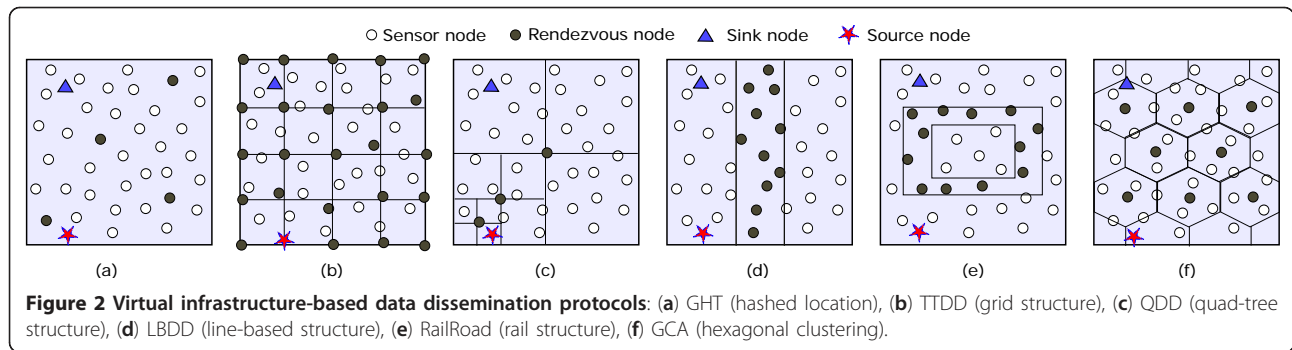 Sensor node Rendezvous node Sink node Source node
(a) (b) (c) (d) (e) (f)
Figure 2 Virtual infrastructure-based data dissemination protocols: (a) GHT (hashed location), (b) TTDD (grid structure), (c) QDD (quad-tree
structure), (d) LBDD (line-based structure), (e) RailRoad (rail structure), (f) GCA (hexagonal clustering).